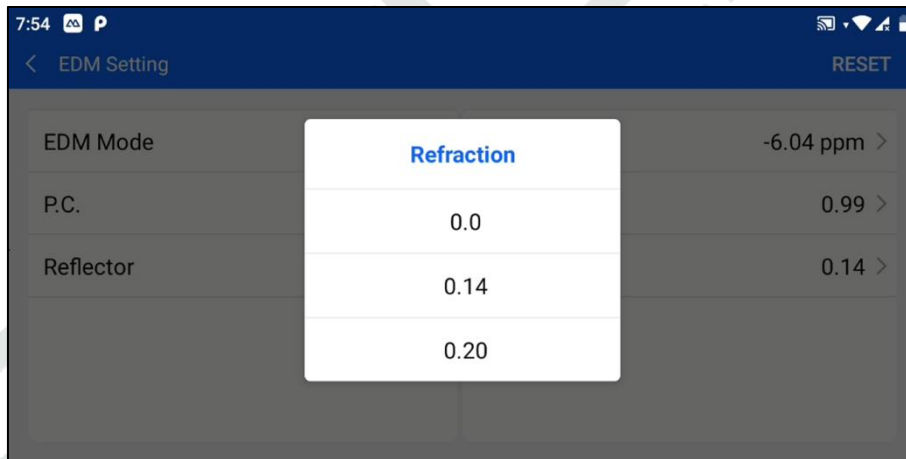 7:54
EDM Setting
RESET
EDM Mode
-6.04 ppm
P.C.
0.99
Reflector
0.14
Refraction
0.0
0.14
0.20